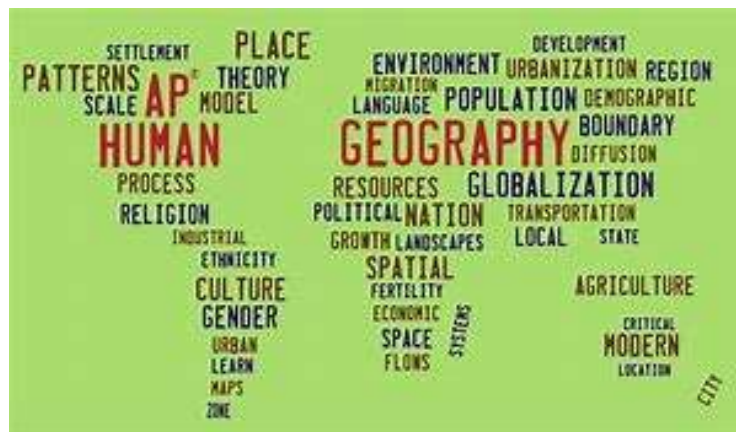 SETTLEMENT
PLACE
PATTERNS
AP®
THEORY
SCALE
MODEL
HUMAN
PROCESS
RELIGION
INDUSTRIAL
ETHNICITY
CULTURE
GENDER
URBAN
LEARN
MAPS
ZONE
DEVELOPMENT
ENVIRONMENT
URBANIZATION
REGION
MIGRATION
LANGUAGE
POPULATION
DEMOGRAPHIC
BOUNDARY
GEOGRAPHY
DIFFUSION
RESOURCES
GLOBALIZATION
POLITICAL
NATION
TRANSPORTATION
GROWTH
LANDSCAPES
LOCAL
STATE
SPATIAL
FERTILITY
AGRICULTURE
ECONOMIC
SYSTEMS
SPACE
FLOWS
CRITICAL
MODERN
LOCATION
CITY